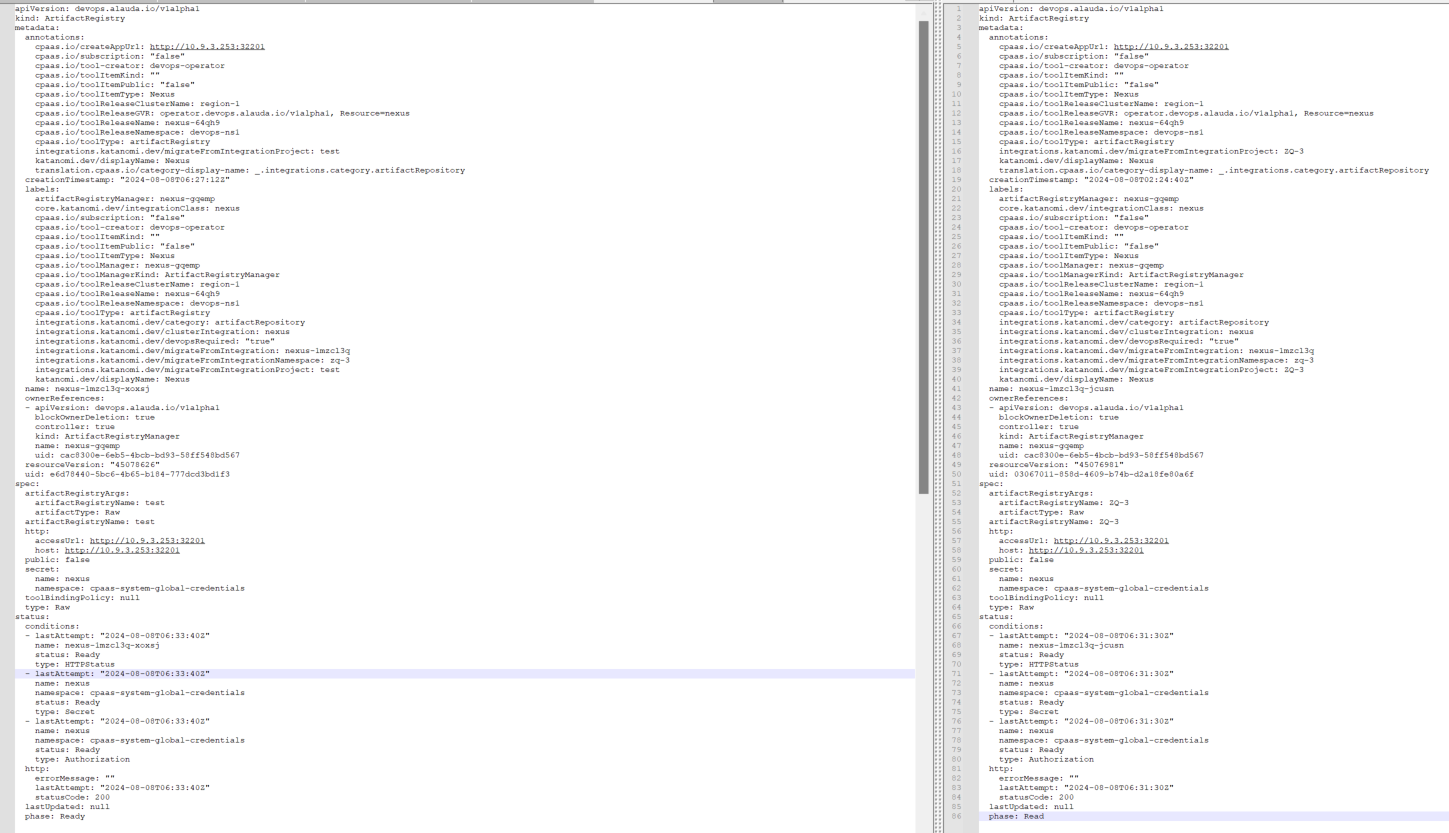 apiVersion: devops.alauda.io/v1alpha1
kind: ArtifactRegistry
metadata:
  annotations:
    cpaas.io/createAppUrl: http://10.9.3.253:32201
    cpaas.io/subscription: "false"
    cpaas.io/tool-creator: devops-operator
    cpaas.io/toolItemKind: ""
    cpaas.io/toolItemPublic: "false"
    cpaas.io/toolItemType: Nexus
    cpaas.io/toolReleaseClusterName: region-1
    cpaas.io/toolReleaseGVR: operator.devops.alauda.io/v1alpha1, Resource=nexus
    cpaas.io/toolReleaseName: nexus-64qh9
    cpaas.io/toolReleaseNamespace: devops-ns1
    cpaas.io/toolType: artifactRegistry
    integrations.katanomi.dev/migrateFromIntegrationProject: test
    katanomi.dev/displayName: Nexus
    translation.cpaas.io/category-display-name: _.integrations.category.artifactRepository
  creationTimestamp: "2024-08-08T06:27:12Z"
  labels:
    artifactRegistryManager: nexus-gqemp
    core.katanomi.dev/integrationClass: nexus
    cpaas.io/subscription: "false"
    cpaas.io/tool-creator: devops-operator
    cpaas.io/toolItemKind: ""
    cpaas.io/toolItemPublic: "false"
    cpaas.io/toolItemType: Nexus
    cpaas.io/toolManager: nexus-gqemp
    cpaas.io/toolManagerKind: ArtifactRegistryManager
    cpaas.io/toolReleaseClusterName: region-1
    cpaas.io/toolReleaseName: nexus-64qh9
    cpaas.io/toolReleaseNamespace: devops-ns1
    cpaas.io/toolType: artifactRegistry
    integrations.katanomi.dev/category: artifactRepository
    integrations.katanomi.dev/clusterIntegration: nexus
    integrations.katanomi.dev/devopsRequired: "true"
    integrations.katanomi.dev/migrateFromIntegration: nexus-lmzcl3q
    integrations.katanomi.dev/migrateFromIntegrationNamespace: zq-3
    integrations.katanomi.dev/migrateFromIntegrationProject: test
    katanomi.dev/displayName: Nexus
  name: nexus-lmzcl3q-xoxsj
  ownerReferences:
  - apiVersion: devops.alauda.io/v1alpha1
    blockOwnerDeletion: true
    controller: true
    kind: ArtifactRegistryManager
    name: nexus-gqemp
    uid: cac8300e-6eb5-4bcb-bd93-58ff548bd567
  resourceVersion: "45078626"
  uid: e6d78440-5bc6-4b65-b184-777dcd3bd1f3
spec:
  artifactRegistryArgs:
    artifactRegistryName: test
    artifactType: Raw
  artifactRegistryName: test
  http:
    accessUrl: http://10.9.3.253:32201
    host: http://10.9.3.253:32201
  public: false
  secret:
    name: nexus
    namespace: cpaas-system-global-credentials
  toolBindingPolicy: null
  type: Raw
status:
  conditions:
  - lastAttempt: "2024-08-08T06:33:40Z"
    name: nexus-lmzcl3q-xoxsj
    status: Ready
    type: HTTPStatus
  - lastAttempt: "2024-08-08T06:33:40Z"
    name: nexus
    namespace: cpaas-system-global-credentials
    status: Ready
    type: Secret
  - lastAttempt: "2024-08-08T06:33:40Z"
    name: nexus
    namespace: cpaas-system-global-credentials
    status: Ready
    type: Authorization
  http:
    errorMessage: ""
    lastAttempt: "2024-08-08T06:33:40Z"
    statusCode: 200
  lastUpdated: null
  phase: Ready
1 apiVersion: devops.alauda.io/v1alpha1
2 kind: ArtifactRegistry
3 metadata:
4   annotations:
5     cpaas.io/createAppUrl: http://10.9.3.253:32201
6     cpaas.io/subscription: "false"
7     cpaas.io/tool-creator: devops-operator
8     cpaas.io/toolItemKind: ""
9     cpaas.io/toolItemPublic: "false"
10     cpaas.io/toolItemType: Nexus
11     cpaas.io/toolReleaseClusterName: region-1
12     cpaas.io/toolReleaseGVR: operator.devops.alauda.io/v1alpha1, Resource=nexus
13     cpaas.io/toolReleaseName: nexus-64qh9
14     cpaas.io/toolReleaseNamespace: devops-ns1
15     cpaas.io/toolType: artifactRegistry
16     integrations.katanomi.dev/migrateFromIntegrationProject: ZQ-3
17     katanomi.dev/displayName: Nexus
18     translation.cpaas.io/category-display-name: _.integrations.category.artifactRepository
19   creationTimestamp: "2024-08-08T02:24:40Z"
20   labels:
21     artifactRegistryManager: nexus-gqemp
22     core.katanomi.dev/integrationClass: nexus
23     cpaas.io/subscription: "false"
24     cpaas.io/tool-creator: devops-operator
25     cpaas.io/toolItemKind: ""
26     cpaas.io/toolItemPublic: "false"
27     cpaas.io/toolItemType: Nexus
28     cpaas.io/toolManager: nexus-gqemp
29     cpaas.io/toolManagerKind: ArtifactRegistryManager
30     cpaas.io/toolReleaseClusterName: region-1
31     cpaas.io/toolReleaseName: nexus-64qh9
32     cpaas.io/toolReleaseNamespace: devops-ns1
33     cpaas.io/toolType: artifactRegistry
34     integrations.katanomi.dev/category: artifactRepository
35     integrations.katanomi.dev/clusterIntegration: nexus
36     integrations.katanomi.dev/devopsRequired: "true"
37     integrations.katanomi.dev/migrateFromIntegration: nexus-lmzcl3q
38     integrations.katanomi.dev/migrateFromIntegrationNamespace: zq-3
39     integrations.katanomi.dev/migrateFromIntegrationProject: ZQ-3
40     katanomi.dev/displayName: Nexus
41   name: nexus-lmzcl3q-jcusn
42   ownerReferences:
43   - apiVersion: devops.alauda.io/v1alpha1
44     blockOwnerDeletion: true
45     controller: true
46     kind: ArtifactRegistryManager
47     name: nexus-gqemp
48     uid: cac8300e-6eb5-4bcb-bd93-58ff548bd567
49   resourceVersion: "45076981"
50   uid: 03067011-858d-4609-b74b-d2a18fe80a6f
51 spec:
52   artifactRegistryArgs:
53     artifactRegistryName: ZQ-3
54     artifactType: Raw
55   artifactRegistryName: ZQ-3
56   http:
57     accessUrl: http://10.9.3.253:32201
58     host: http://10.9.3.253:32201
59   public: false
60   secret:
61     name: nexus
62     namespace: cpaas-system-global-credentials
63   toolBindingPolicy: null
64   type: Raw
65 status:
66   conditions:
67   - lastAttempt: "2024-08-08T06:31:30Z"
68     name: nexus-lmzcl3q-jcusn
69     status: Ready
70     type: HTTPStatus
71   - lastAttempt: "2024-08-08T06:31:30Z"
72     name: nexus
73     namespace: cpaas-system-global-credentials
74     status: Ready
75     type: Secret
76   - lastAttempt: "2024-08-08T06:31:30Z"
77     name: nexus
78     namespace: cpaas-system-global-credentials
79     status: Ready
80     type: Authorization
81   http:
82     errorMessage: ""
83     lastAttempt: "2024-08-08T06:31:30Z"
84     statusCode: 200
85   lastUpdated: null
86   phase: Read